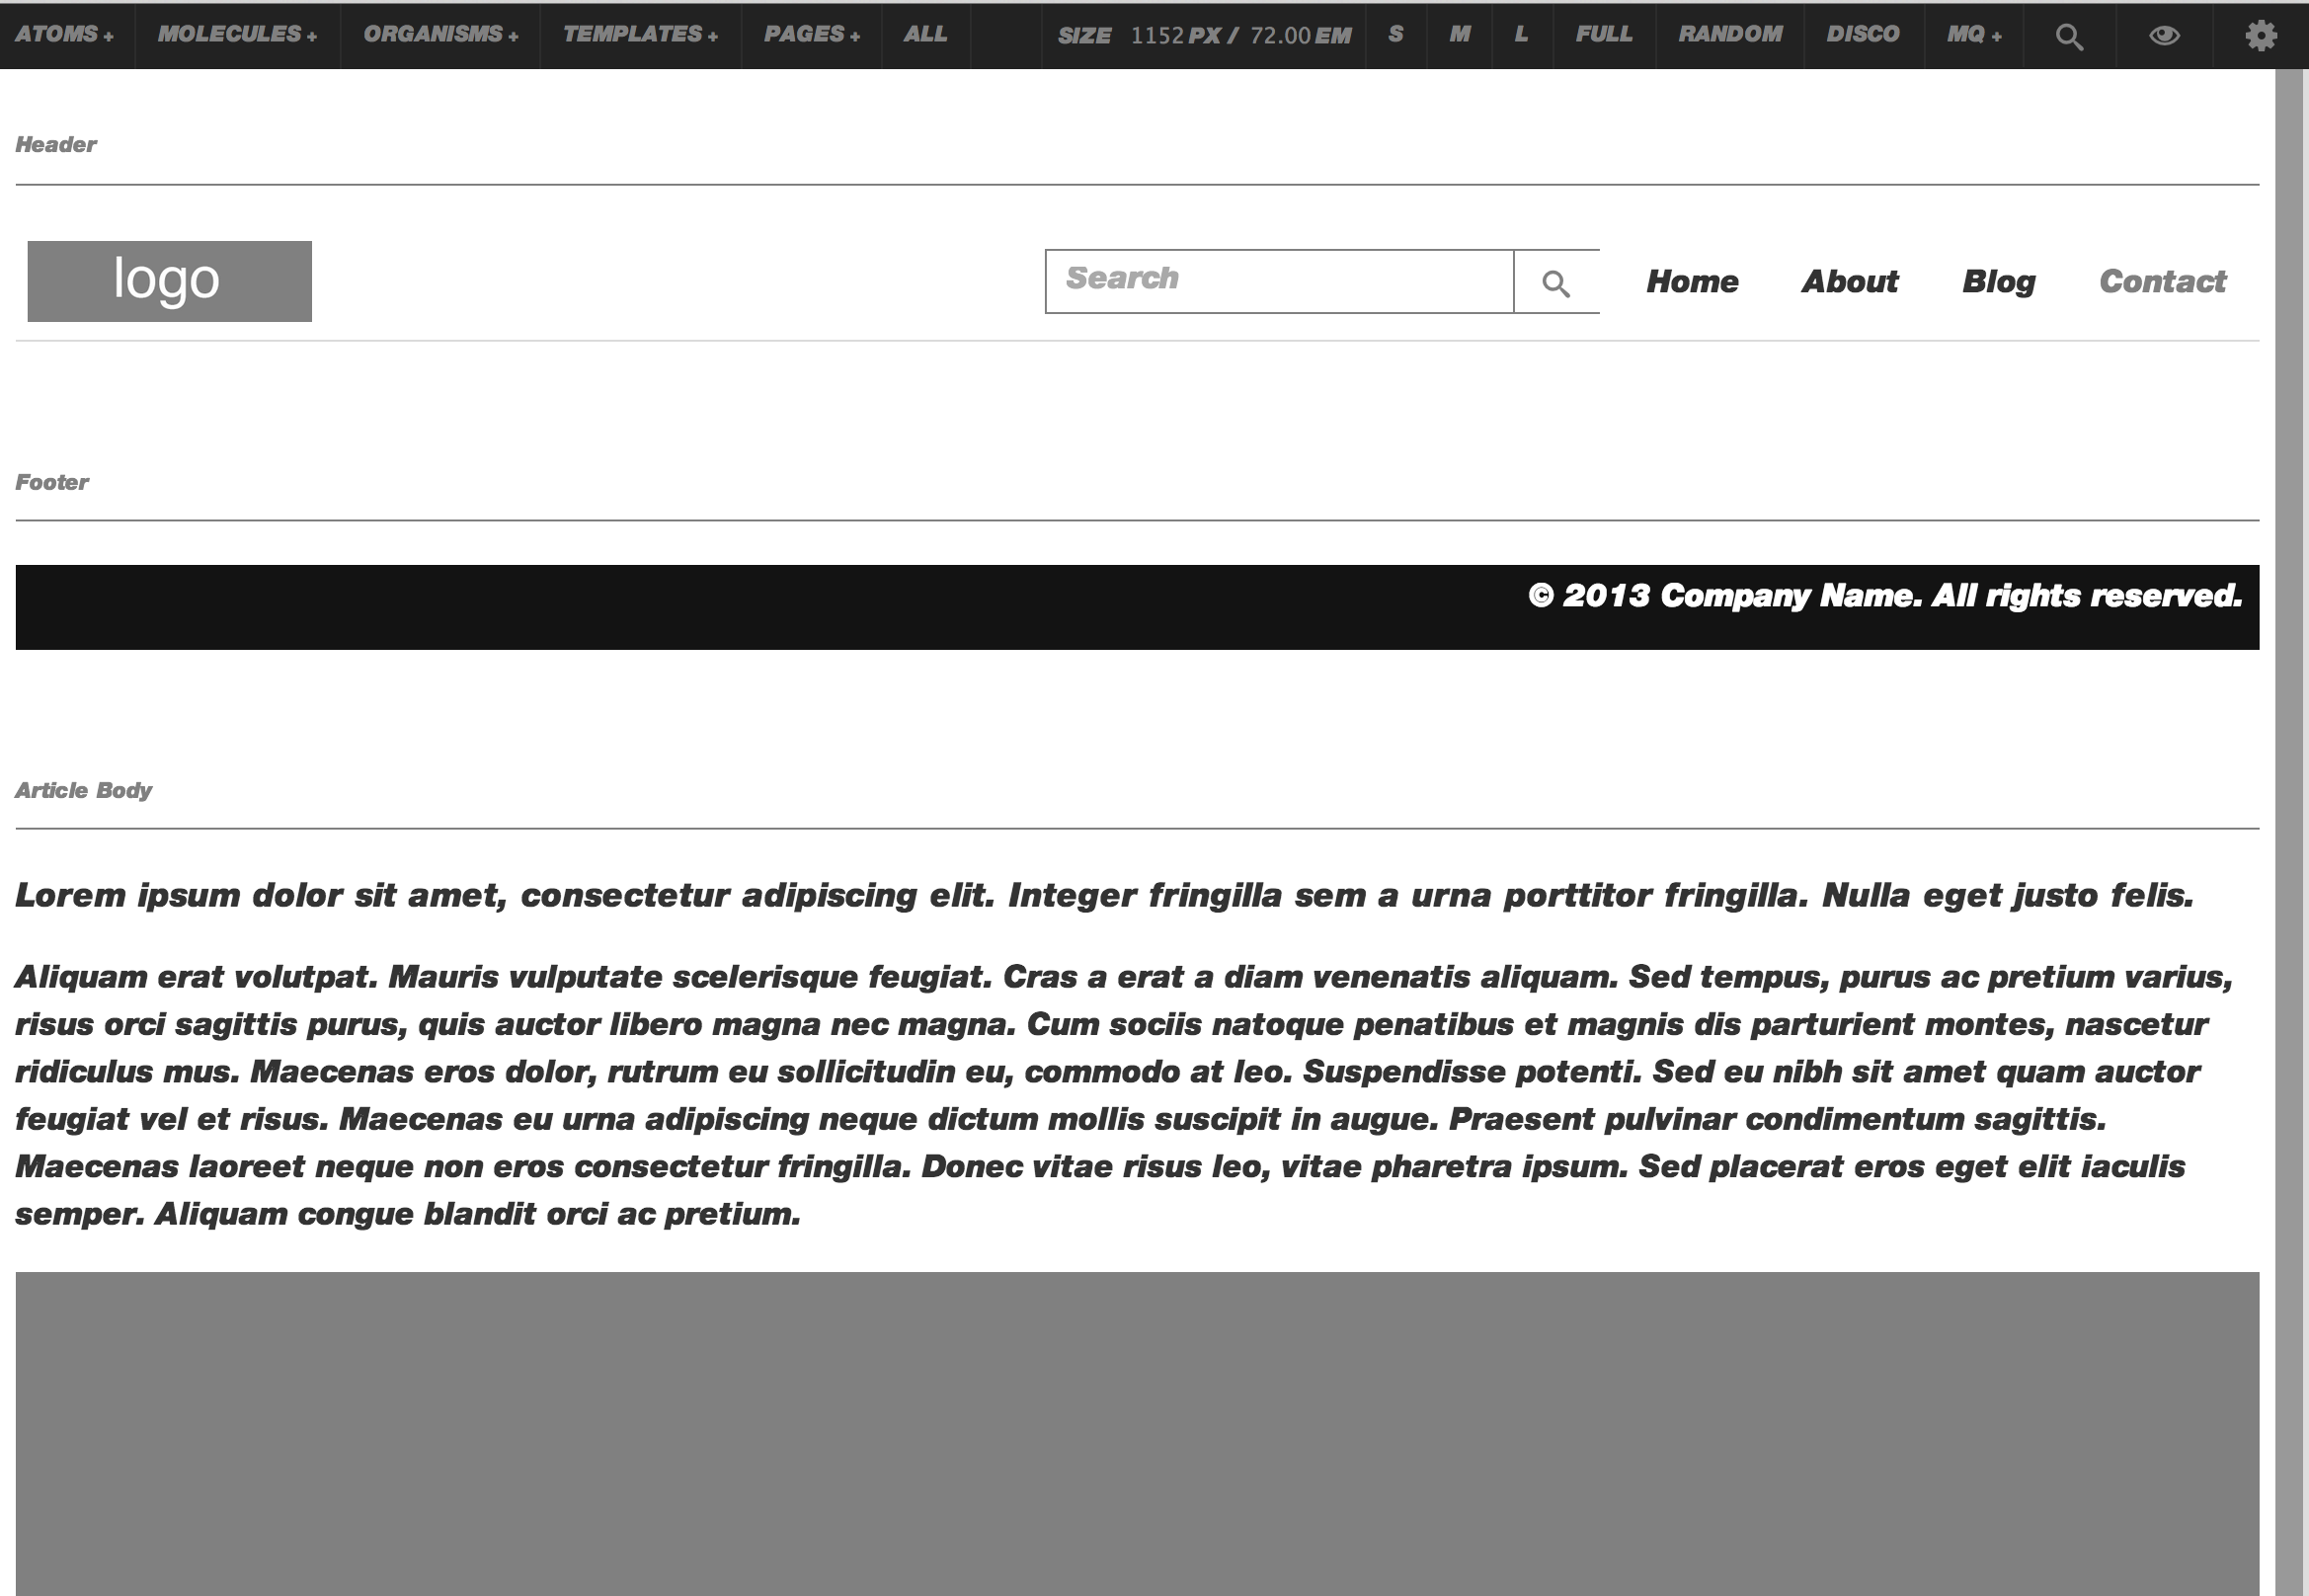 ATOMS + MOLECULES + ORGANISMS + TEMPLATES + PAGES + ALL SIZE 1152 PX / 72.00 EM S M L FULL RANDOM DISCO MQ +
Header
logo Search Home About Blog Contact
Footer
© 2013 Company Name. All rights reserved.
Article Body
Lorem ipsum dolor sit amet, consectetur adipiscing elit. Integer fringilla sem a urna porttitor fringilla. Nulla eget justo felis.
Aliquam erat volutpat. Mauris vulputate scelerisque feugiat. Cras a erat a diam venenatis aliquam. Sed tempus, purus ac pretium varius,
risus orci sagittis purus, quis auctor libero magna nec magna. Cum sociis natoque penatibus et magnis dis parturient montes, nascetur
ridiculus mus. Maecenas eros dolor, rutrum eu sollicitudin eu, commodo at leo. Suspendisse potenti. Sed eu nibh sit amet quam auctor
feugiat vel et risus. Maecenas eu urna adipiscing neque dictum mollis suscipit in augue. Praesent pulvinar condimentum sagittis.
Maecenas laoreet neque non eros consectetur fringilla. Donec vitae risus leo, vitae pharetra ipsum. Sed placerat eros eget elit iaculis
semper. Aliquam congue blandit orci ac pretium.